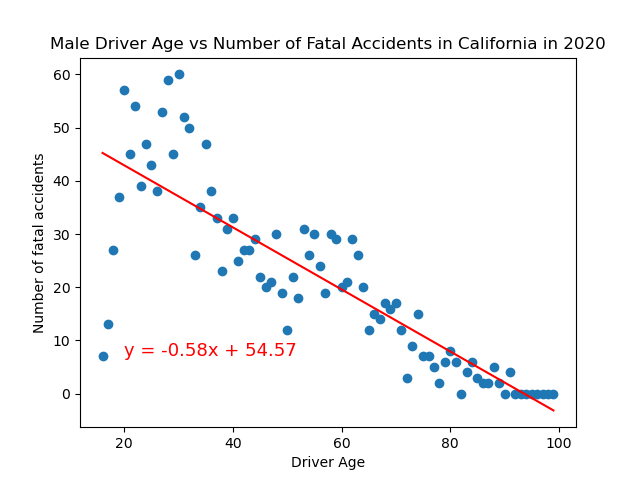 Male Driver Age vs Number of Fatal Accidents in California in 2020
Number of fatal accidents
60
50
40
30
20
10
0
y = -0.58x + 54.57
20 40 60 80 100
Driver Age